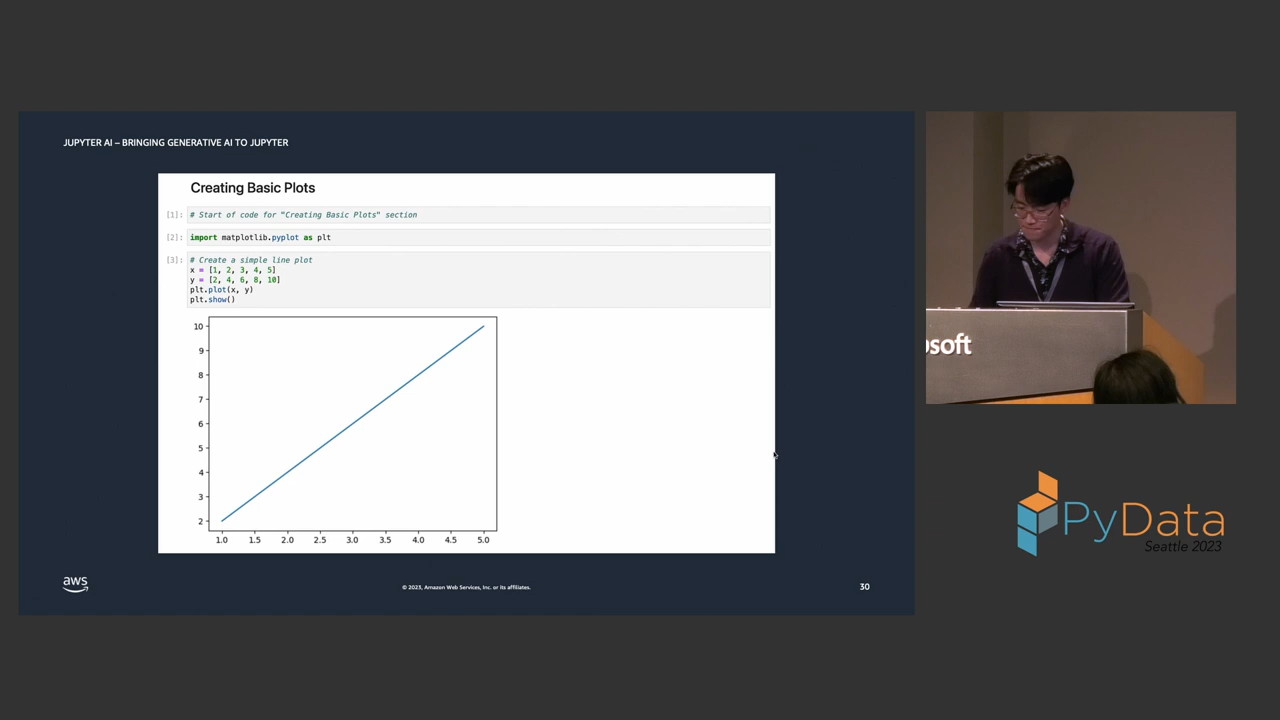 JUPYTER AI – BRINGING GENERATIVE AI TO JUPYTER
Creating Basic Plots
[1]: # Start of code for "Creating Basic Plots" section
[2]: import matplotlib.pyplot as plt
[3]: # Create a simple line plot
x = [1, 2, 3, 4, 5]
y = [2, 4, 6, 8, 10]
plt.plot(x, y)
plt.show()
10
9
8
7
6
5
4
3
2
1.0 1.5 2.0 2.5 3.0 3.5 4.0 4.5 5.0
aws
© 2023, Amazon Web Services, Inc. or its affiliates.
30
osoft
PyData
Seattle 2023